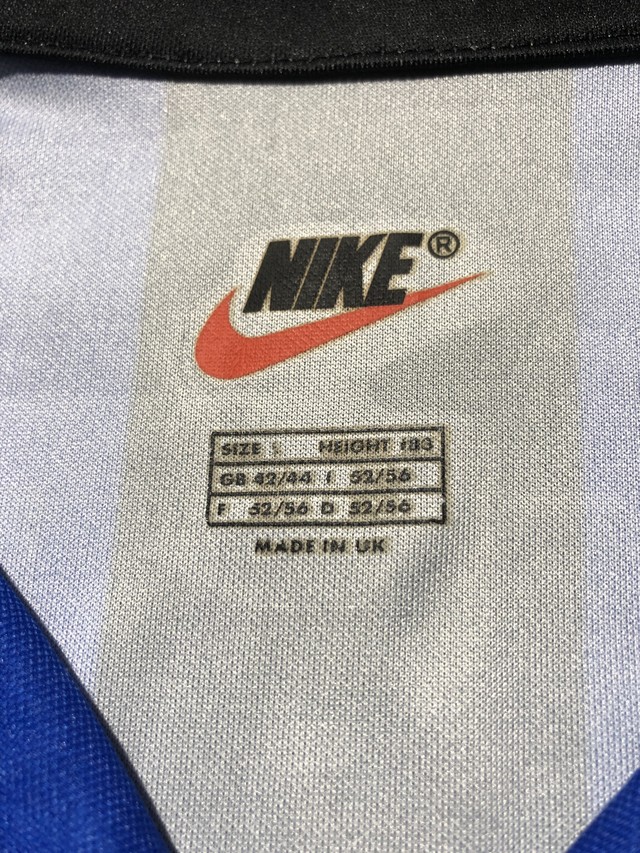 NIKE®
SIZE L HEIGHT 183
GB 42/44 I 52/56
F 52/56 D 52/56
MADE IN UK